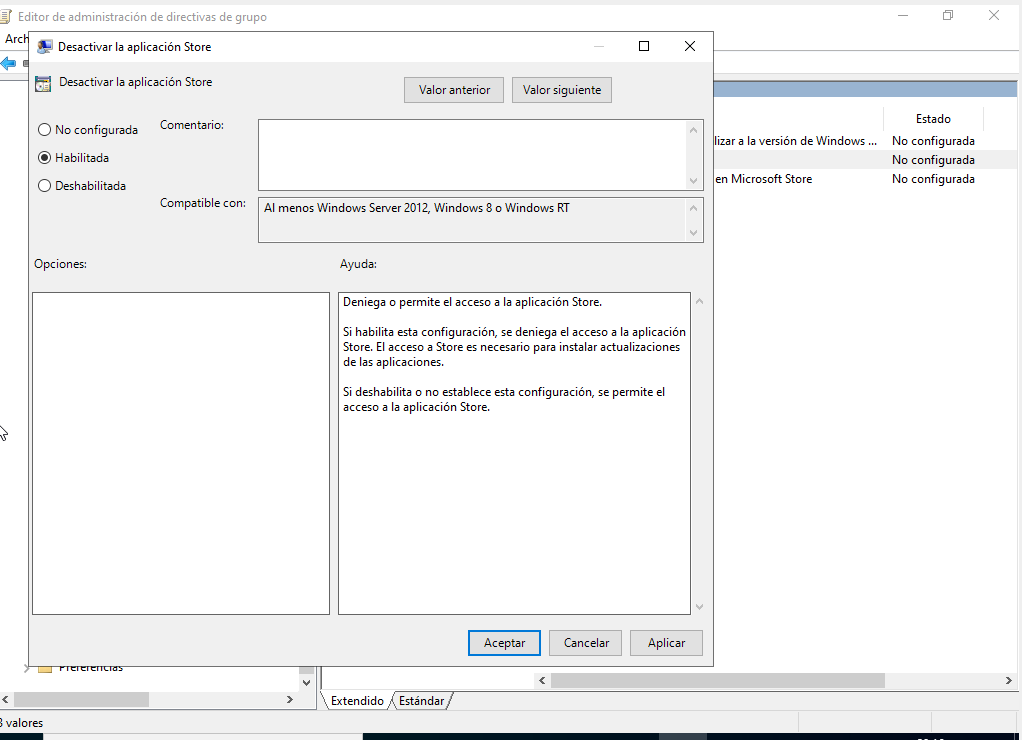 Editor de administración de directivas de grupo
Arch
Desactivar la aplicación Store
Desactivar la aplicación Store
Valor anterior
Valor siguiente
No configurada
Habilitada
Deshabilitada
Comentario:
Compatible con:
Al menos Windows Server 2012, Windows 8 o Windows RT
Opciones:
Ayuda:
Deniega o permite el acceso a la aplicación Store.
Si habilita esta configuración, se deniega el acceso a la aplicación
Store. El acceso a Store es necesario para instalar actualizaciones
de las aplicaciones.
Si deshabilita o no establece esta configuración, se permite el
acceso a la aplicación Store.
Aceptar
Cancelar
Aplicar
Estado
lizar a la versión de Windows ... No configurada
No configurada
en Microsoft Store No configurada
Preferencias
Extendido
Estándar
3 valores